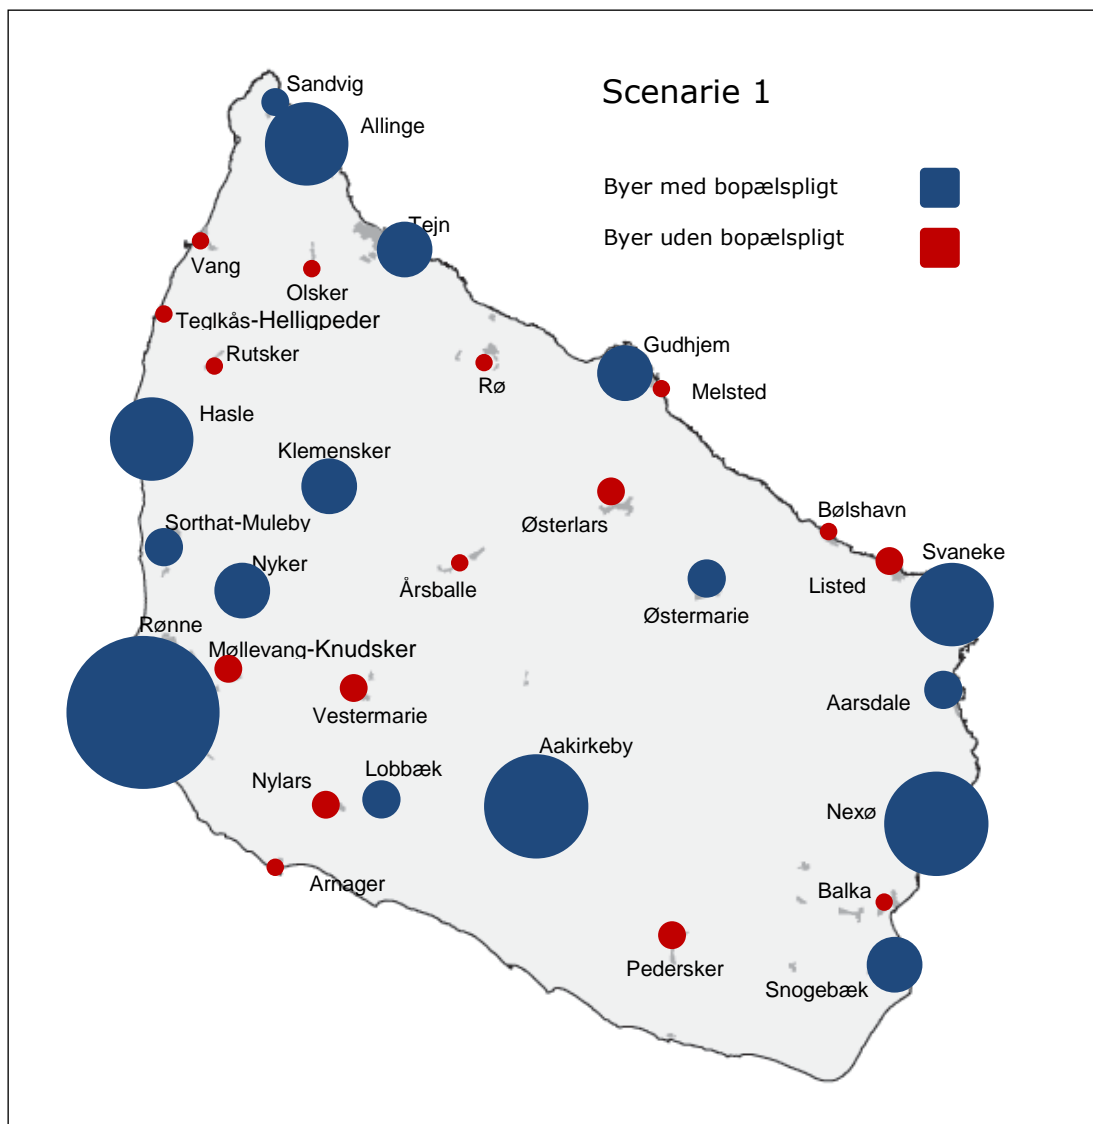 Sandvig
Scenarie 1
Allinge
Byer med bopælspligt
Tejn
Byer uden bopælspligt
Vang
Olsker
Teglkås-Helligpeder
Rutsker
Gudhjem
Rø
Melsted
Hasle
Klemensker
Sorthat-Muleby
Østerlars
Bølshavn
Svaneke
Nyker
Årsballe
Listed
Østermarie
Rønne
Møllevang-Knudsker
Vestermarie
Aarsdale
Aakirkeby
Lobbæk
Nylars
Nexø
Arnager
Balka
Pedersker
Snogebæk